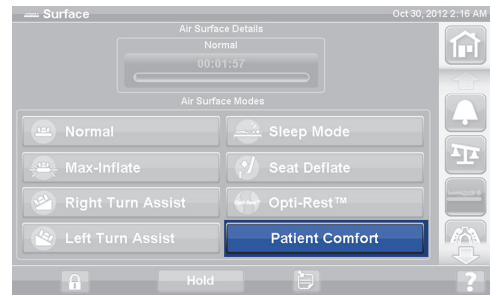 Surface
Oct 30, 2012 2:16 AM
Air Surface Details
Normal
00:01:57
Air Surface Modes
Normal
Sleep Mode
Max-Inflate
Seat Deflate
Right Turn Assist
Opti-Rest™
Left Turn Assist
Patient Comfort
Hold
?